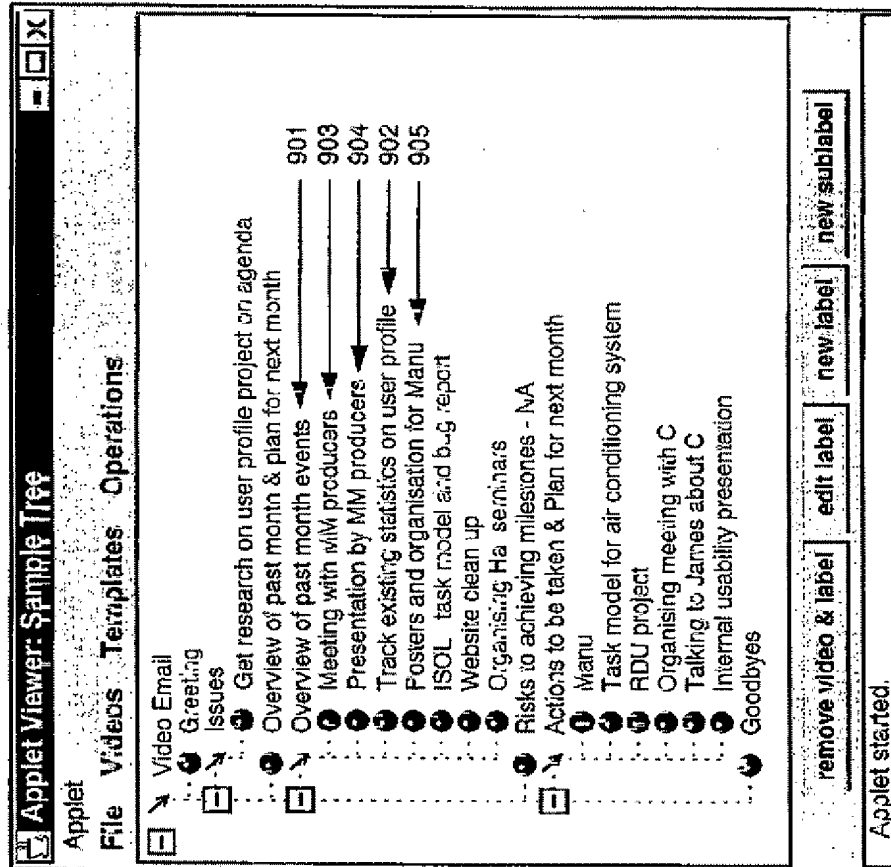 Applet Viewer: Sample Tree
Applet
File Videos Templates Operations
Video Email
Greeting
Issues
Get research on user profile project on agenda
Overview of past month & plan for next month
Overview of past month events 901
Meeting with MM producers 903
Presentation by MM producers 904
Track existing statistics on user profile 902
Posters and organisation for Manu 905
ISOL task model and bug report
Website clean up
Organising Ha seminars
Risks to achieving milestones - NA
Actions to be taken & Plan for next month
Manu
Task model for air conditioning system
RDU project
Organising meeting with C
Talking to James about C
Internal usability presentation
Goodbyes
remove video & label edit label new label new sublabel
Applet started.